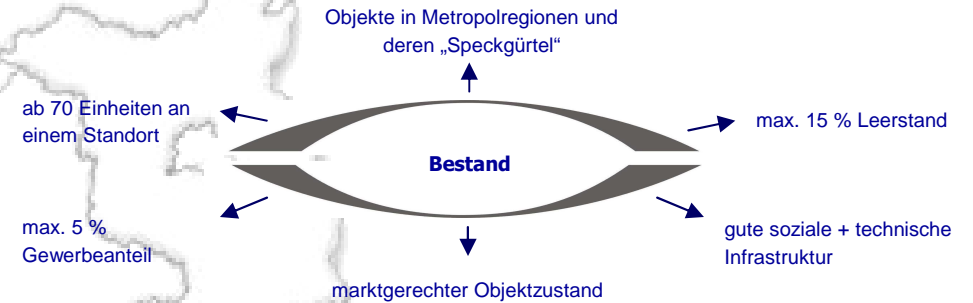 Objekte in Metropolregionen und
deren „Speckgürtel“
ab 70 Einheiten an
einem Standort
max. 15 % Leerstand
Bestand
max. 5 %
Gewerbeanteil
gute soziale + technische
Infrastruktur
marktgerechter Objektzustand